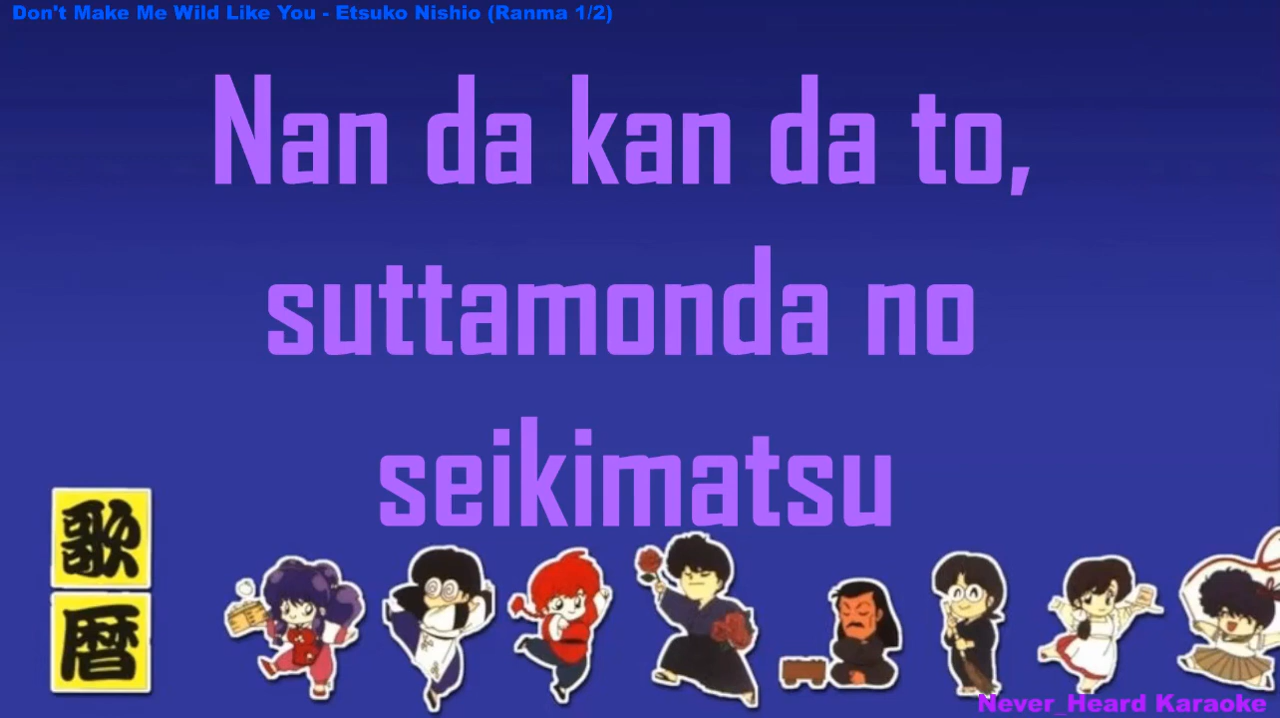 Don't Make Me Wild Like You - Etsuko Nishio (Ranma 1/2)
Nan da kan da to,
suttamonda no
seikimatsu
歌
暦
Never_Heard Karaoke